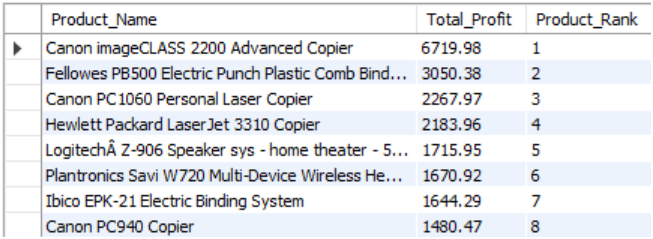 Product_Name Total_Profit Product_Rank
Canon imageCLASS 2200 Advanced Copier 6719.98 1
Fellowes PB500 Electric Punch Plastic Comb Bind... 3050.38 2
Canon PC1060 Personal Laser Copier 2267.97 3
Hewlett Packard LaserJet 3310 Copier 2183.96 4
LogitechÂ Z-906 Speaker sys - home theater - 5... 1715.95 5
Plantronics Savi W720 Multi-Device Wireless He... 1670.92 6
Ibico EPK-21 Electric Binding System 1644.29 7
Canon PC940 Copier 1480.47 8